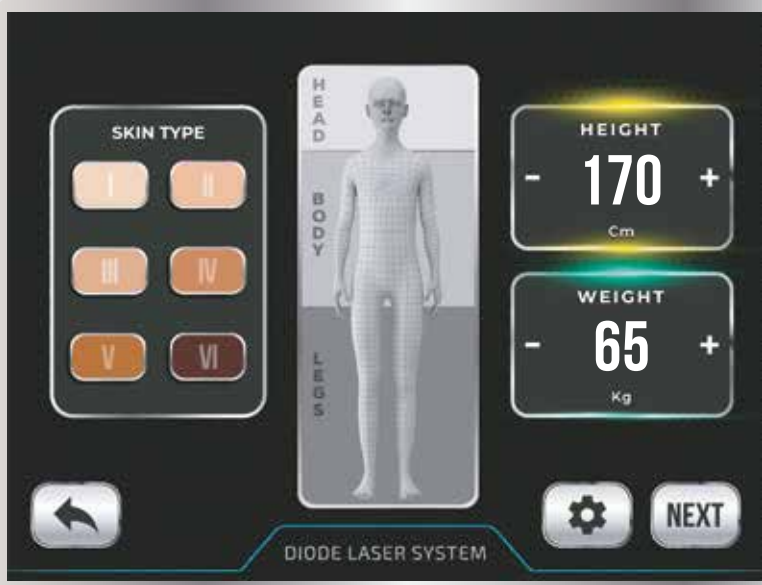 SKIN TYPE
I
II
III
IV
V
VI
HEAD
BODY
LEGS
HEIGHT
- 170 +
Cm
WEIGHT
- 65 +
Kg
NEXT
DIODE LASER SYSTEM